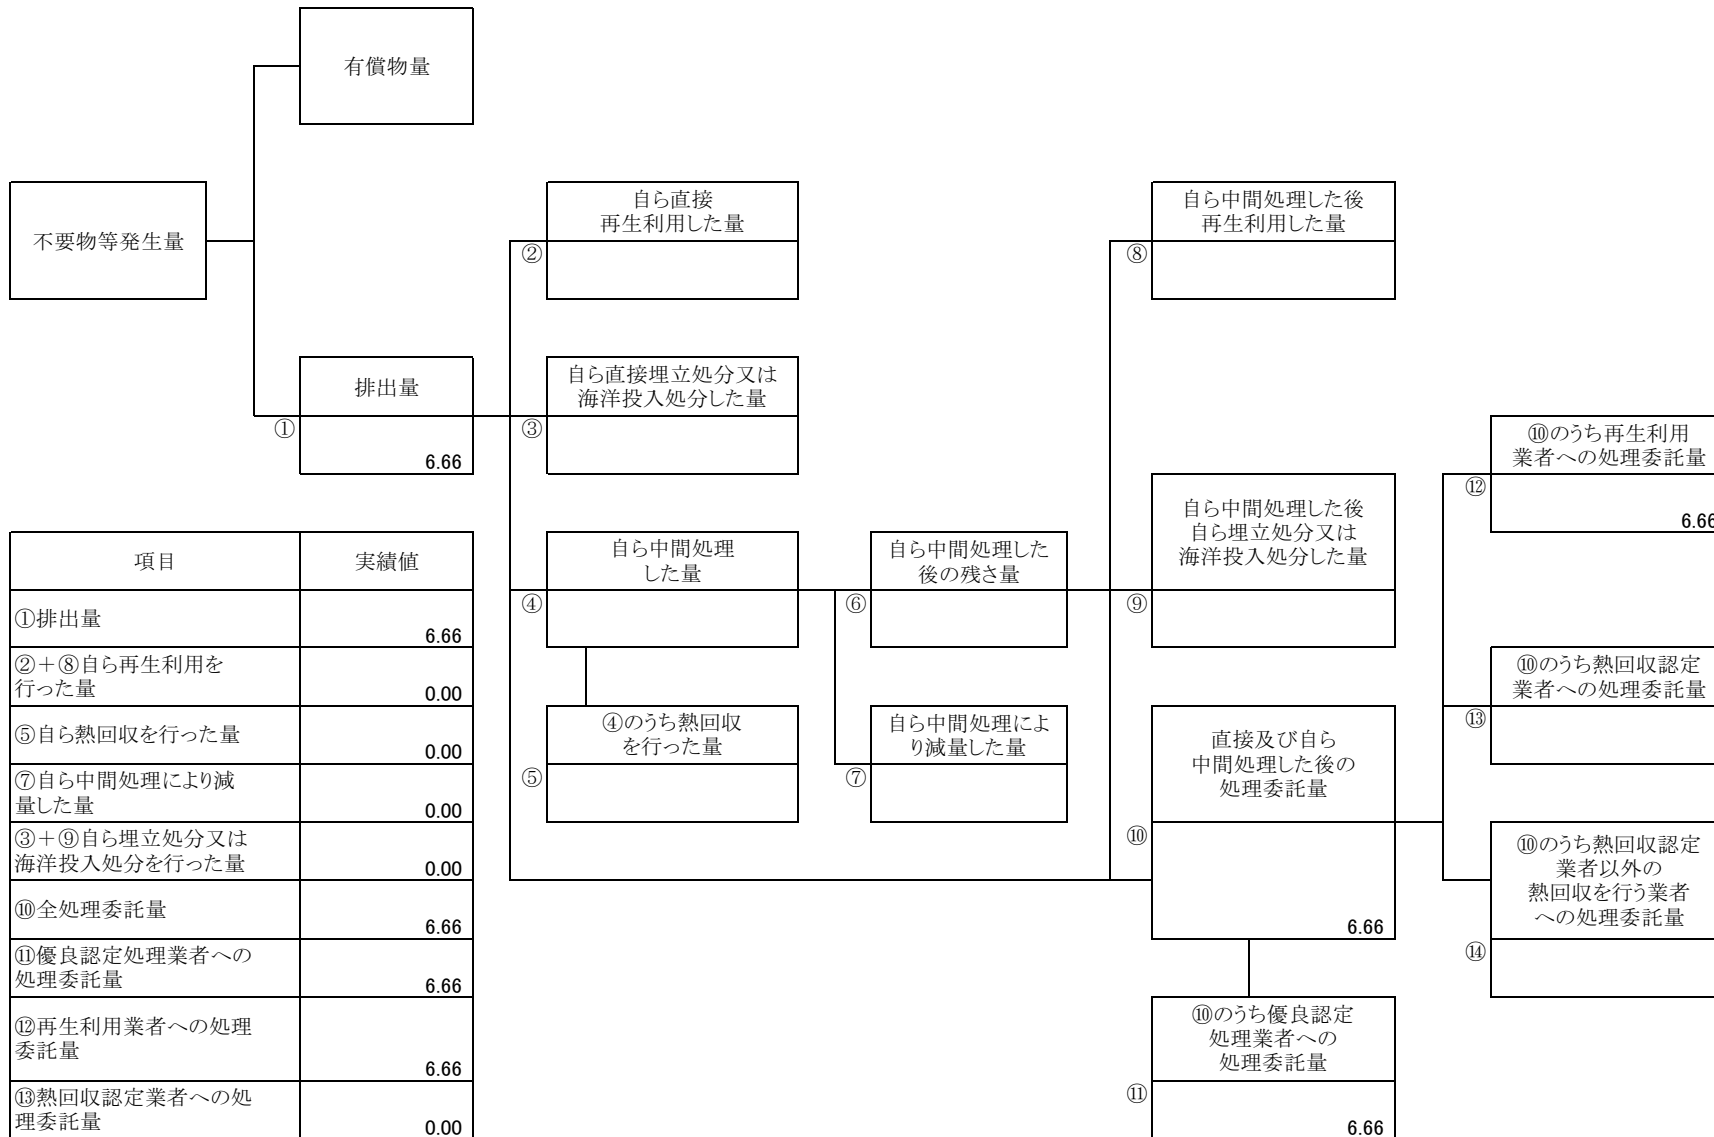 有償物量
不要物等発生量
自ら直接
再生利用した量
②
自ら中間処理した後
再生利用した量
⑧
排出量
①
6.66
自ら直接埋立処分又は
海洋投入処分した量
③
⑩のうち再生利用
業者への処理委託量
⑫
6.66
自ら中間処理した後
自ら埋立処分又は
海洋投入処分した量
⑨
自ら中間処理
した量
④
自ら中間処理した
後の残さ量
⑥
⑩のうち熱回収認定
業者への処理委託量
⑬
④のうち熱回収
を行った量
⑤
自ら中間処理によ
り減量した量
⑦
直接及び自ら
中間処理した後の
処理委託量
⑩
6.66
⑩のうち熱回収認定
業者以外の
熱回収を行う業者
への処理委託量
⑭
⑩のうち優良認定
処理業者への
処理委託量
⑪
6.66
項目 実績値
①排出量
6.66
②+⑧自ら再生利用を
行った量
0.00
⑤自ら熱回収を行った量
0.00
⑦自ら中間処理により減
量した量
0.00
③+⑨自ら埋立処分又は
海洋投入処分を行った量
0.00
⑩全処理委託量
6.66
⑪優良認定処理業者への
処理委託量
6.66
⑫再生利用業者への処理
委託量
6.66
⑬熱回収認定業者への処
理委託量
0.00